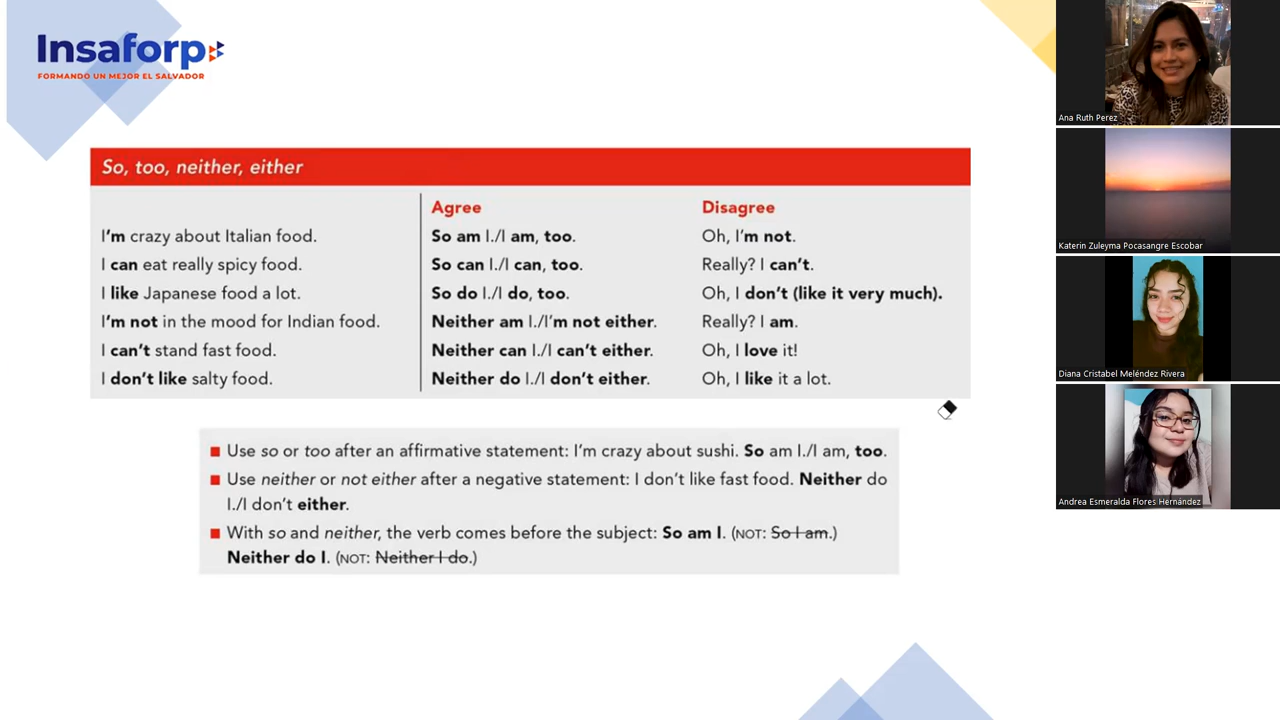 Insaforp
FORMANDO UN MEJOR EL SALVADOR
So, too, neither, either
Agree Disagree
I'm crazy about Italian food. So am I./I am, too. Oh, I'm not.
I can eat really spicy food. So can I./I can, too. Really? I can't.
I like Japanese food a lot. So do I./I do, too. Oh, I don't (like it very much).
I'm not in the mood for Indian food. Neither am I./I'm not either. Really? I am.
I can't stand fast food. Neither can I./I can't either. Oh, I love it!
I don't like salty food. Neither do I./I don't either. Oh, I like it a lot.
Use so or too after an affirmative statement: I'm crazy about sushi. So am I./I am, too.
Use neither or not either after a negative statement: I don't like fast food. Neither do
I./I don't either.
With so and neither, the verb comes before the subject: So am I. (NOT: So I am.)
Neither do I. (NOT: Neither I do.)
Ana Ruth Perez
Katerin Zuleyma Pocasangre Escobar
Diana Cristabel Meléndez Rivera
Andrea Esmeralda Flores Hernández